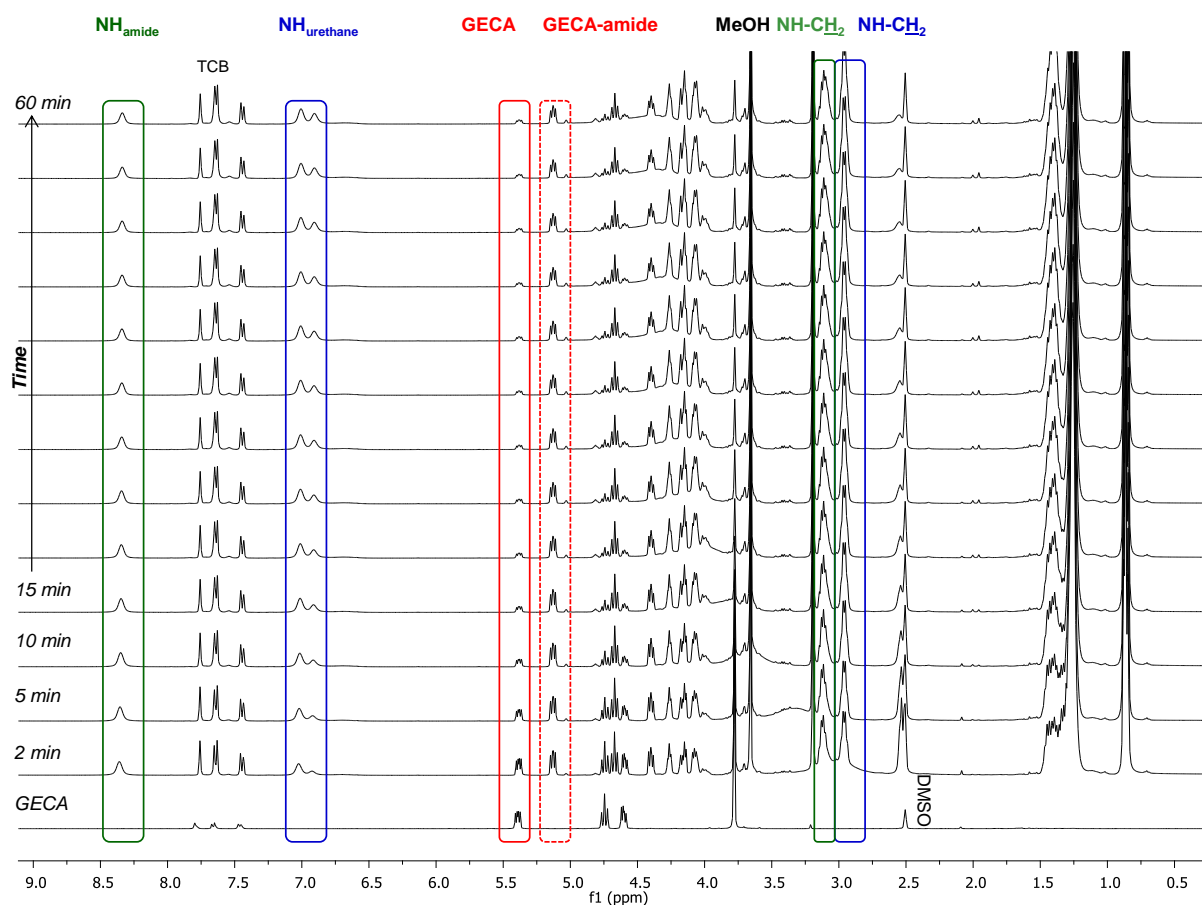 NHamide NHurethane GECA GECA-amide MeOH NH-CH2 NH-CH2
TCB
60 min
Time
15 min
10 min
5 min
2 min
GECA
DMSO
9.0 8.5 8.0 7.5 7.0 6.5 6.0 5.5 5.0 4.5 4.0 3.5 3.0 2.5 2.0 1.5 1.0 0.5
f1 (ppm)